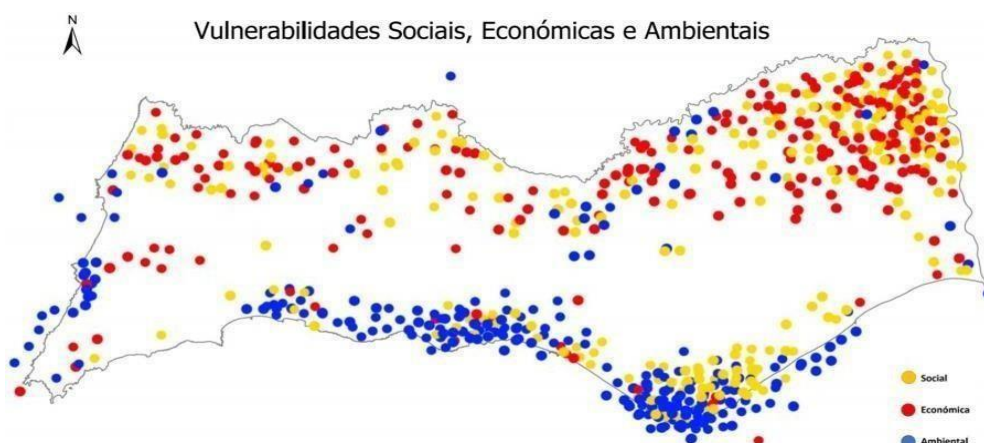 Vulnerabilidades Sociais, Económicas e Ambientais
N
Social
Económica
Ambiental